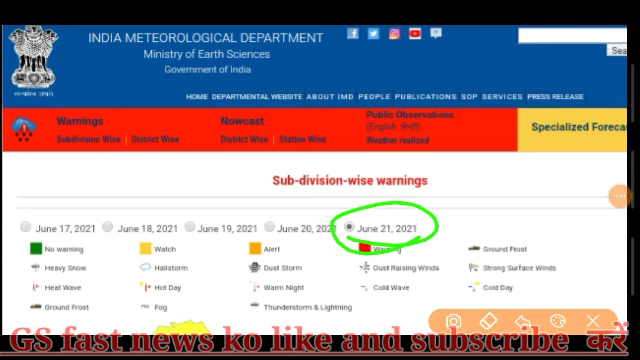 INDIA METEOROLOGICAL DEPARTMENT
Ministry of Earth Sciences
Government of India
सत्यमेव जयते
HOME DEPARTMENTAL WEBSITE ABOUT IMD PEOPLE PUBLICATIONS SOP SERVICES PRESS RELEASE
Warnings
Subdivision Wise | District Wise
Nowcast
District Wise | Station Wise
Public Observations
(English हिन्दी)
Weather.realized
Specialized Forecas
Sub-division-wise warnings
June 17, 2021 June 18, 2021 June 19, 2021 June 20, 2021 June 21, 2021
No warning Watch Alert Ground Frost
Heavy Snow Hailstorm Dust Storm Dust Raising Winds Strong Surface Winds
Heat Wave Hot Day Warm Night Cold Wave Cold Day
Ground Frost Fog Thunderstorm & Lightning
GS fast news ko like and subscribe करें